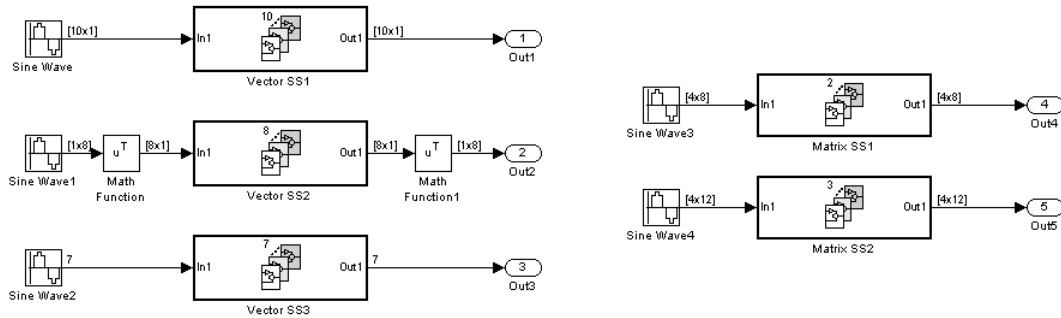 [10x1] 10 [10x1]
In1 Out1 1
Sine Wave Vector SS1 Out1
[1x8] [8x1] 8 [8x1] [1x8]
uT In1 Out1 uT 2
Sine Wave1 Math Function Vector SS2 Math Function1 Out2
7 7 7
In1 Out1 3
Sine Wave2 Vector SS3 Out3
[4x8] 2 [4x8]
In1 Out1 4
Sine Wave3 Matrix SS1 Out4
[4x12] 3 [4x12]
In1 Out1 5
Sine Wave4 Matrix SS2 Out5